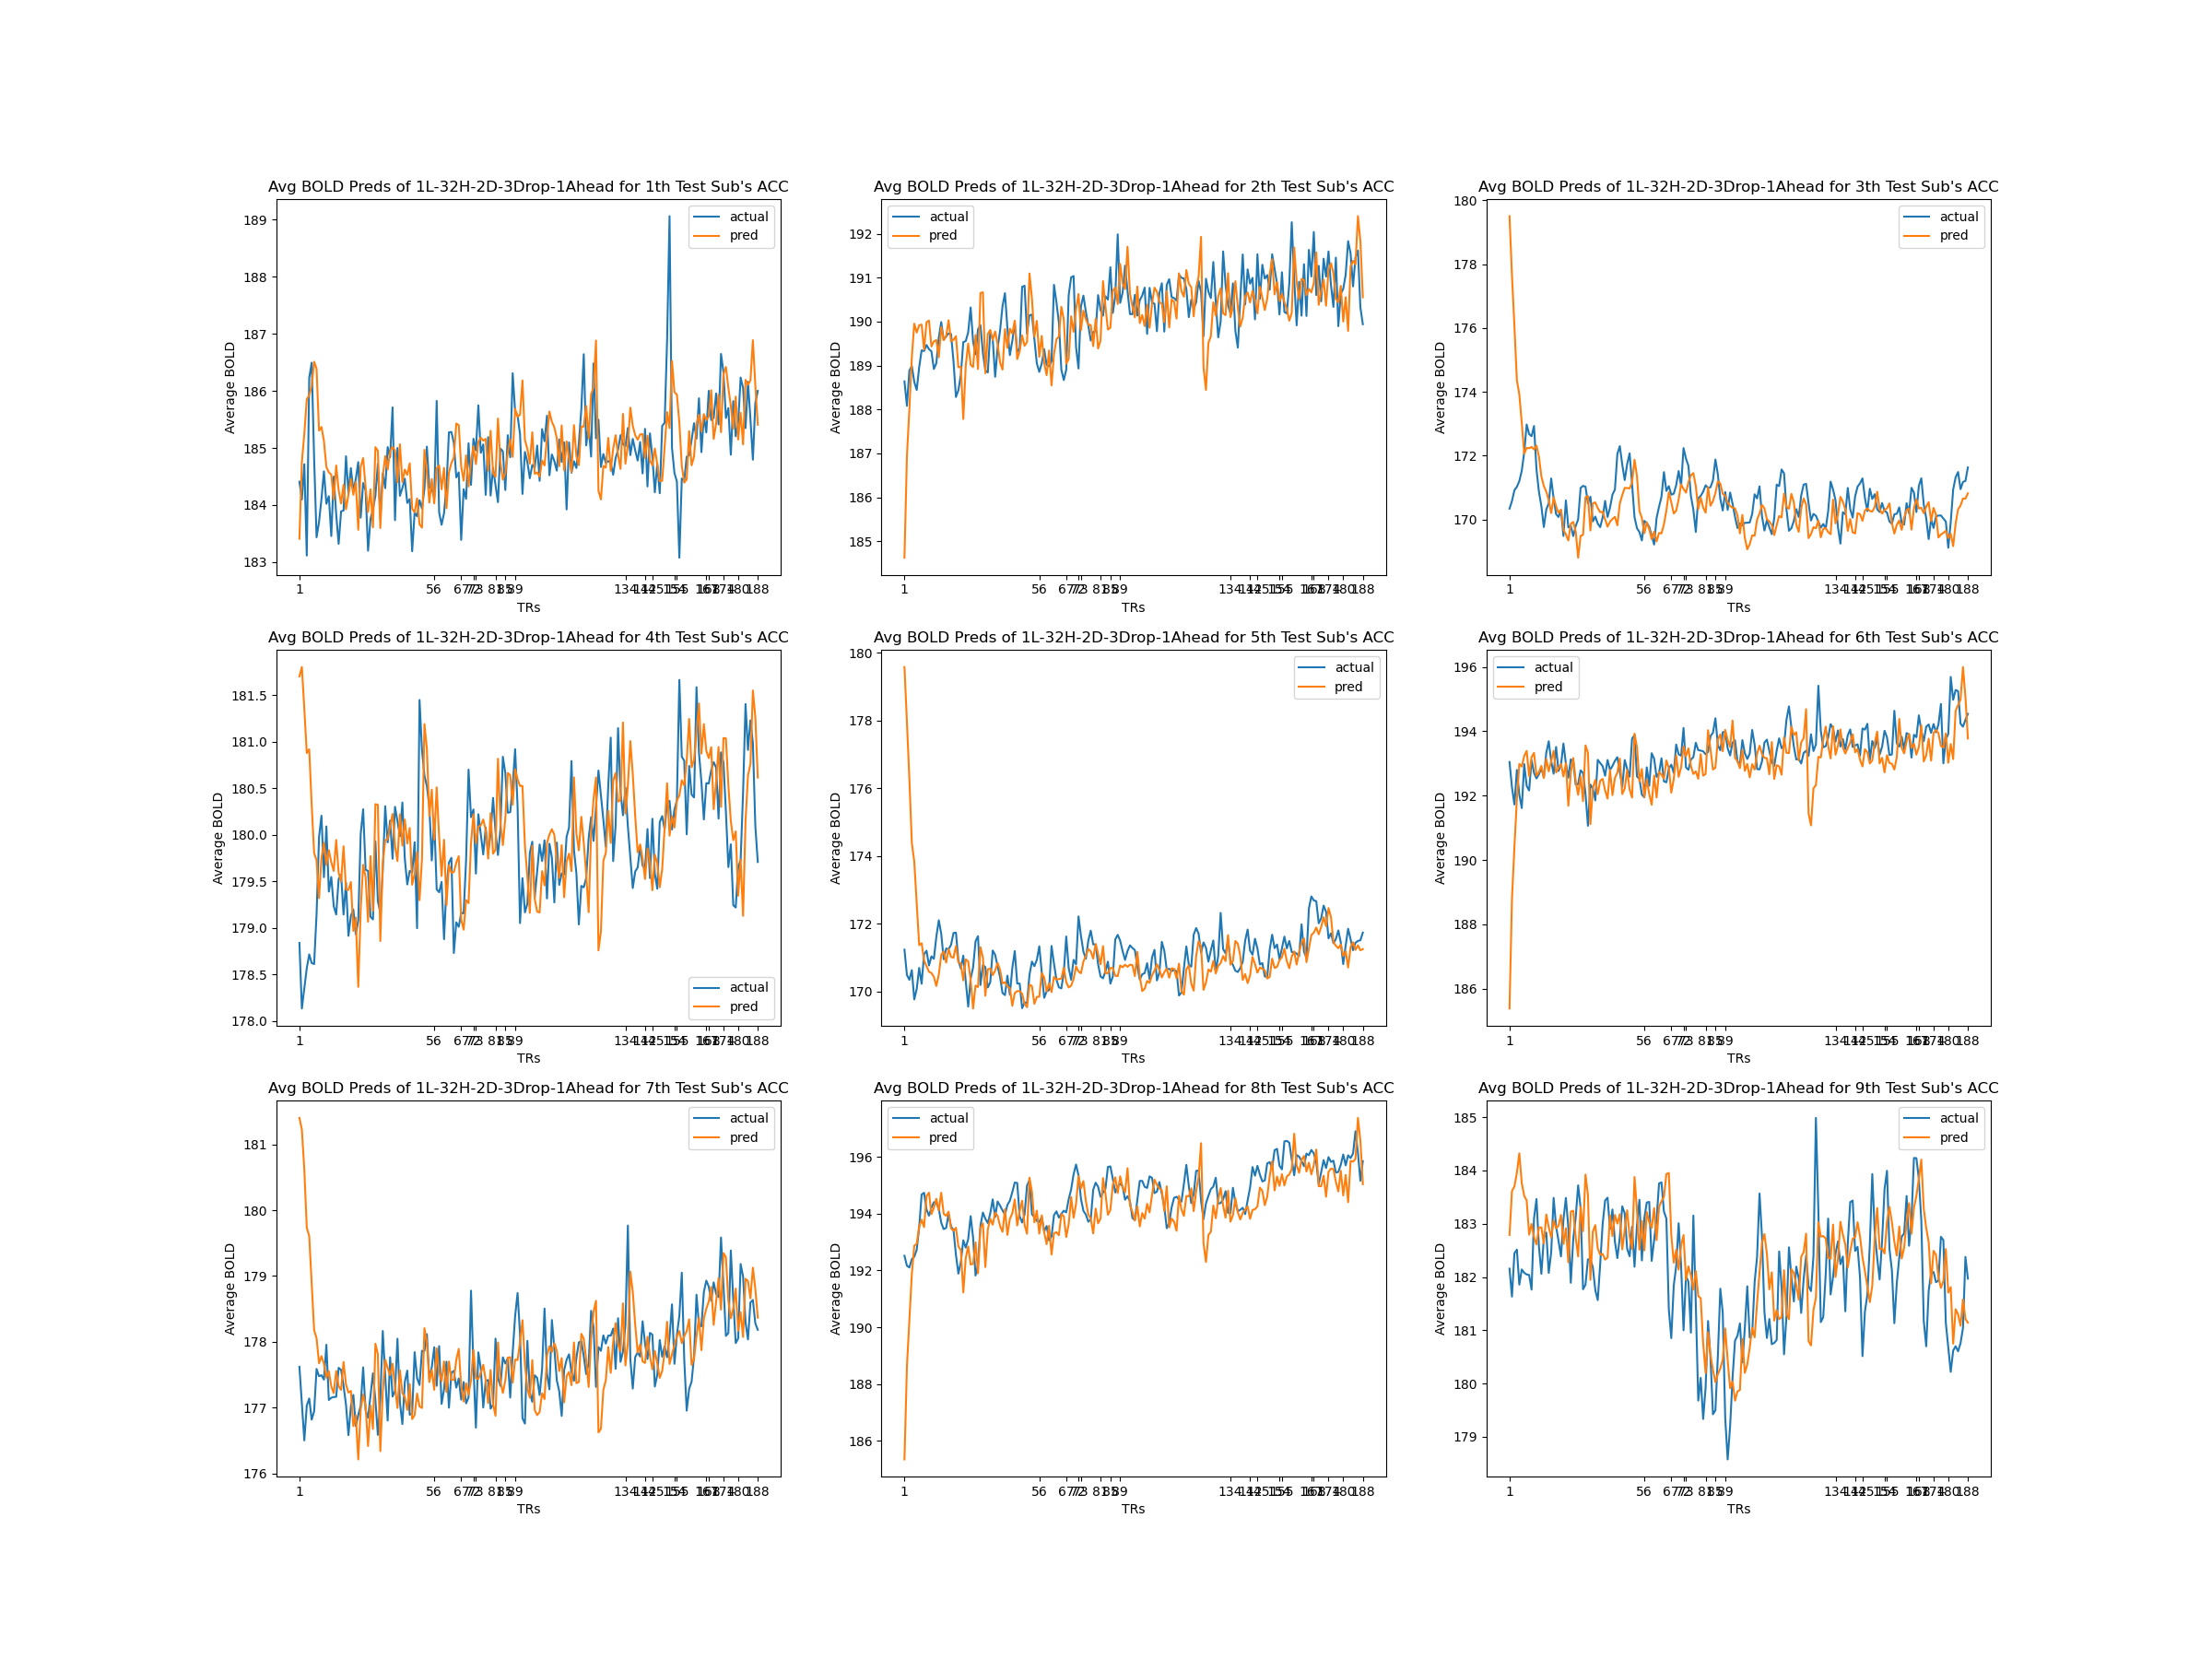 Avg BOLD Preds of 1L-32H-2D-3Drop-1Ahead for 1th Test Sub's ACC
189
188
187
186
185
184
183
Average BOLD
actual
pred
1 56 89 188
TRs
Avg BOLD Preds of 1L-32H-2D-3Drop-1Ahead for 2th Test Sub's ACC
192
191
190
189
188
187
186
185
Average BOLD
actual
pred
1 56 89 188
TRs
Avg BOLD Preds of 1L-32H-2D-3Drop-1Ahead for 3th Test Sub's ACC
180
178
176
174
172
170
Average BOLD
actual
pred
1 56 89 188
TRs
Avg BOLD Preds of 1L-32H-2D-3Drop-1Ahead for 4th Test Sub's ACC
181.5
181.0
180.5
180.0
179.5
179.0
178.5
178.0
Average BOLD
actual
pred
1 56 89 188
TRs
Avg BOLD Preds of 1L-32H-2D-3Drop-1Ahead for 5th Test Sub's ACC
180
178
176
174
172
170
Average BOLD
actual
pred
1 56 89 188
TRs
Avg BOLD Preds of 1L-32H-2D-3Drop-1Ahead for 6th Test Sub's ACC
196
194
192
190
188
186
Average BOLD
actual
pred
1 56 89 188
TRs
Avg BOLD Preds of 1L-32H-2D-3Drop-1Ahead for 7th Test Sub's ACC
181
180
179
178
177
176
Average BOLD
actual
pred
1 56 89 188
TRs
Avg BOLD Preds of 1L-32H-2D-3Drop-1Ahead for 8th Test Sub's ACC
196
194
192
190
188
186
Average BOLD
actual
pred
1 56 89 188
TRs
Avg BOLD Preds of 1L-32H-2D-3Drop-1Ahead for 9th Test Sub's ACC
185
184
183
182
181
180
179
Average BOLD
actual
pred
1 56 89 188
TRs